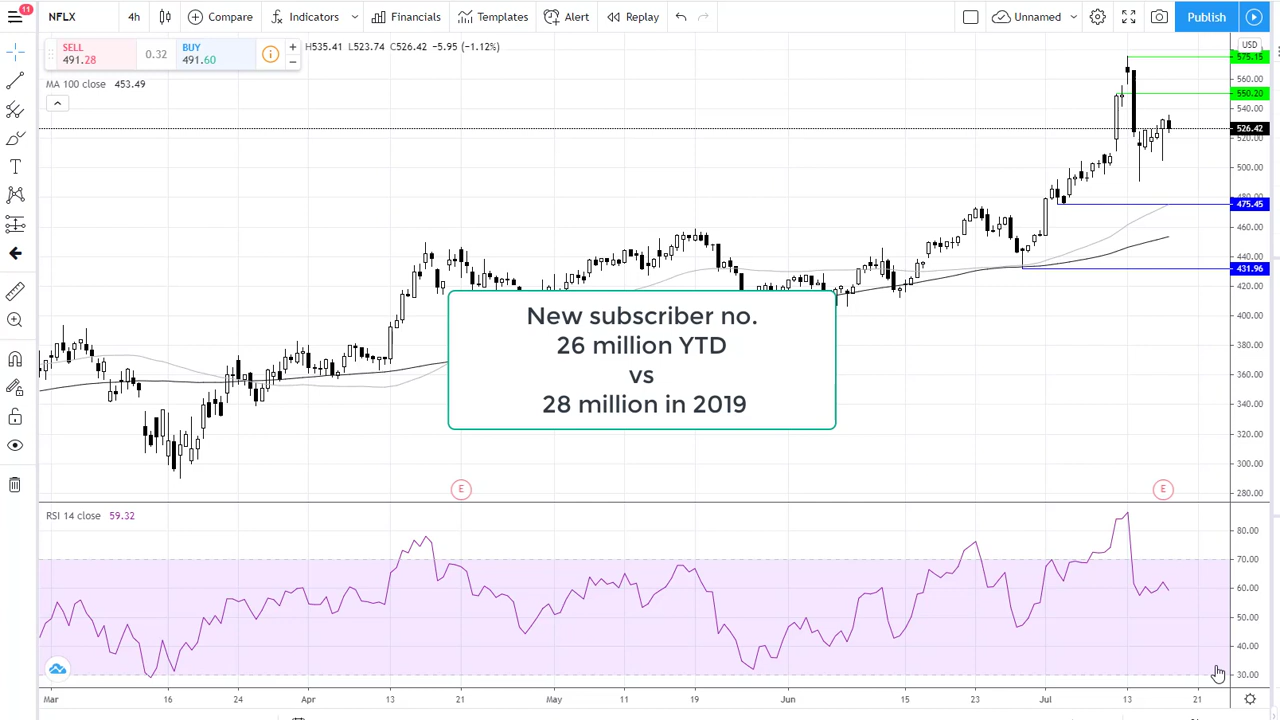 11
NFLX
4h
Compare
Indicators
Financials
Templates
Alert
Replay
Unnamed
Publish
SELL
491.28
0.32
BUY
491.60
H535.41 L523.74 C526.42 -5.95 (-1.12%)
MA 100 close 453.49
USD
575.15
560.00
550.20
540.00
526.42
520.00
500.00
480.00
475.45
460.00
440.00
431.96
420.00
400.00
380.00
360.00
340.00
320.00
300.00
280.00
New subscriber no.
26 million YTD
vs
28 million in 2019
E
E
RSI 14 close 59.32
80.00
70.00
60.00
50.00
40.00
30.00
Mar
16
24
Apr
13
21
May
11
19
Jun
15
Jul
13
21